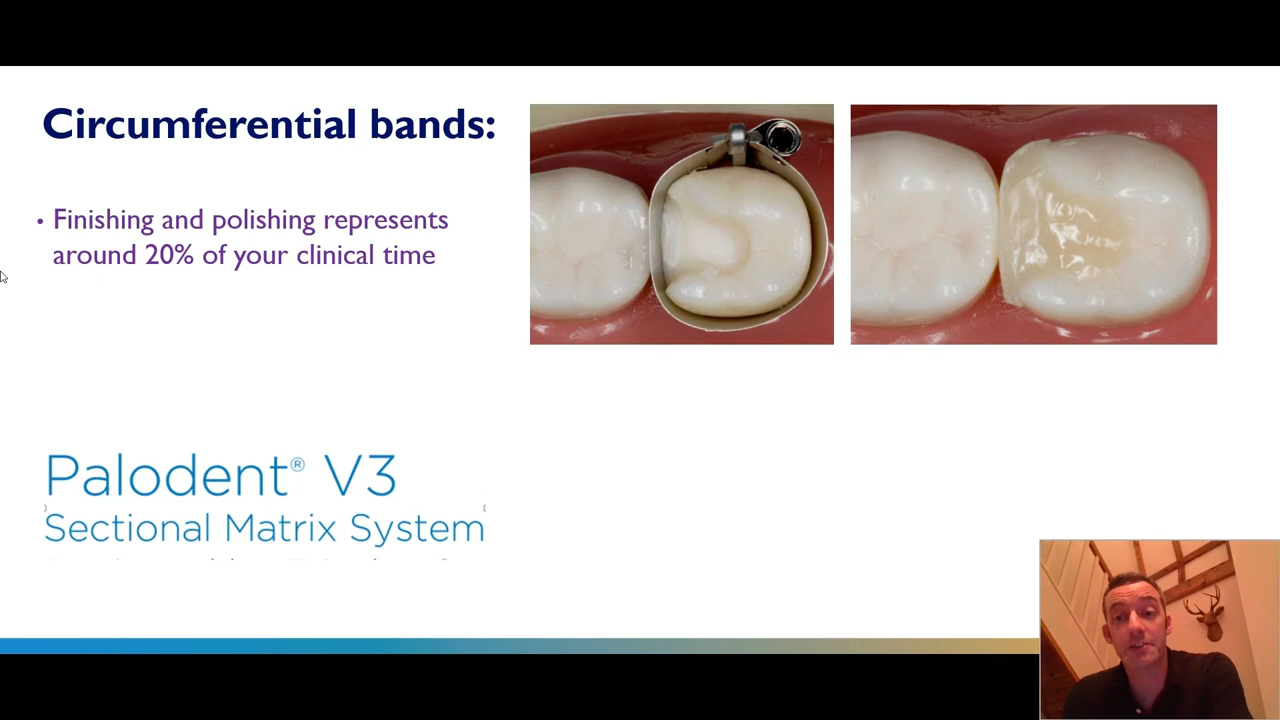 Circumferential bands:
• Finishing and polishing represents
around 20% of your clinical time
Palodent® V3
Sectional Matrix System